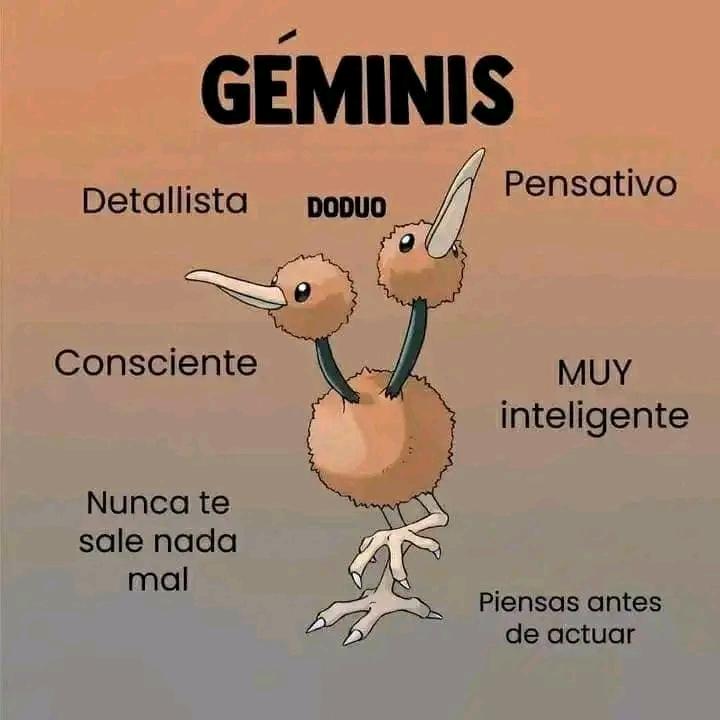 GÉMINIS
Detallista
DODUO
Pensativo
Consciente
MUY
inteligente
Nunca te
sale nada
mal
Piensas antes
de actuar